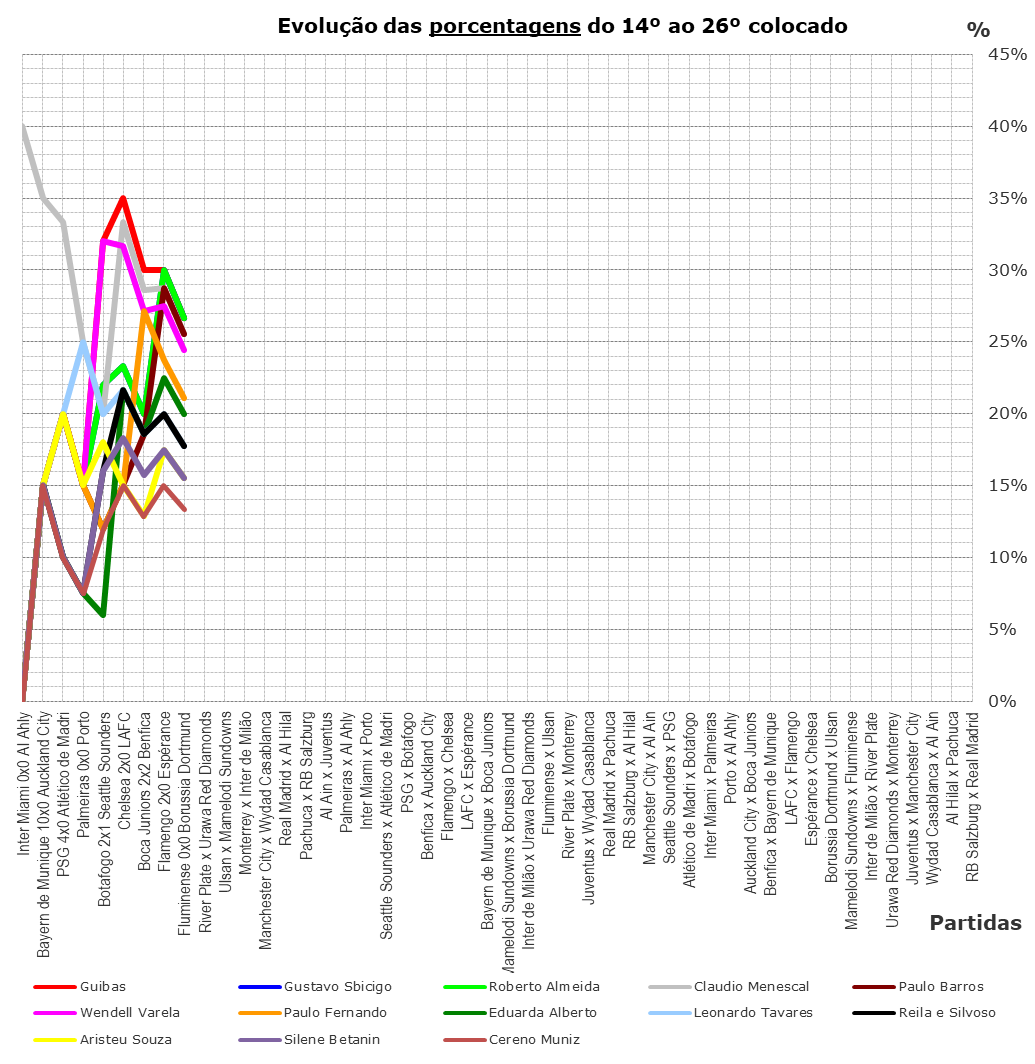 Evolução das porcentagens do 14º ao 26º colocado
%
45%
40%
35%
30%
25%
20%
15%
10%
5%
0%
Inter Miami 0x0 Al Ahly
Bayern de Munique 10x0 Auckland City
PSG 4x0 Atlético de Madri
Palmeiras 0x0 Porto
Botafogo 2x1 Seattle Sounders
Chelsea 2x0 LAFC
Boca Juniors 2x2 Benfica
Flamengo 2x0 Espérance
Fluminense 0x0 Borussia Dortmund
River Plate x Urawa Red Diamonds
Ulsan x Mamelodi Sundowns
Monterrey x Inter de Milão
Manchester City x Wydad Casablanca
Real Madrid x Al Hilal
Pachuca x RB Salzburg
Al Ain x Juventus
Palmeiras x Al Ahly
Inter Miami x Porto
Seattle Sounders x Atlético de Madri
PSG x Botafogo
Benfica x Auckland City
Flamengo x Chelsea
LAFC x Espérance
Bayern de Munique x Boca Juniors
Mamelodi Sundowns x Borussia Dortmund
Inter de Milão x Urawa Red Diamonds
Fluminense x Ulsan
River Plate x Monterrey
Juventus x Wydad Casablanca
Real Madrid x Pachuca
RB Salzburg x Al Hilal
Manchester City x Al Ain
Seattle Sounders x PSG
Atlético de Madri x Botafogo
Inter Miami x Palmeiras
Porto x Al Ahly
Auckland City x Boca Juniors
Benfica x Bayern de Munique
LAFC x Flamengo
Espérance x Chelsea
Borussia Dortmund x Ulsan
Mamelodi Sundowns x Fluminense
Inter de Milão x River Plate
Urawa Red Diamonds x Monterrey
Juventus x Manchester City
Wydad Casablanca x Al Ain
Al Hilal x Pachuca
RB Salzburg x Real Madrid
Partidas
Guibas
Gustavo Sbicigo
Roberto Almeida
Claudio Menescal
Paulo Barros
Wendell Varela
Paulo Fernando
Eduarda Alberto
Leonardo Tavares
Reila e Silvoso
Aristeu Souza
Silene Betanin
Cereno Muniz